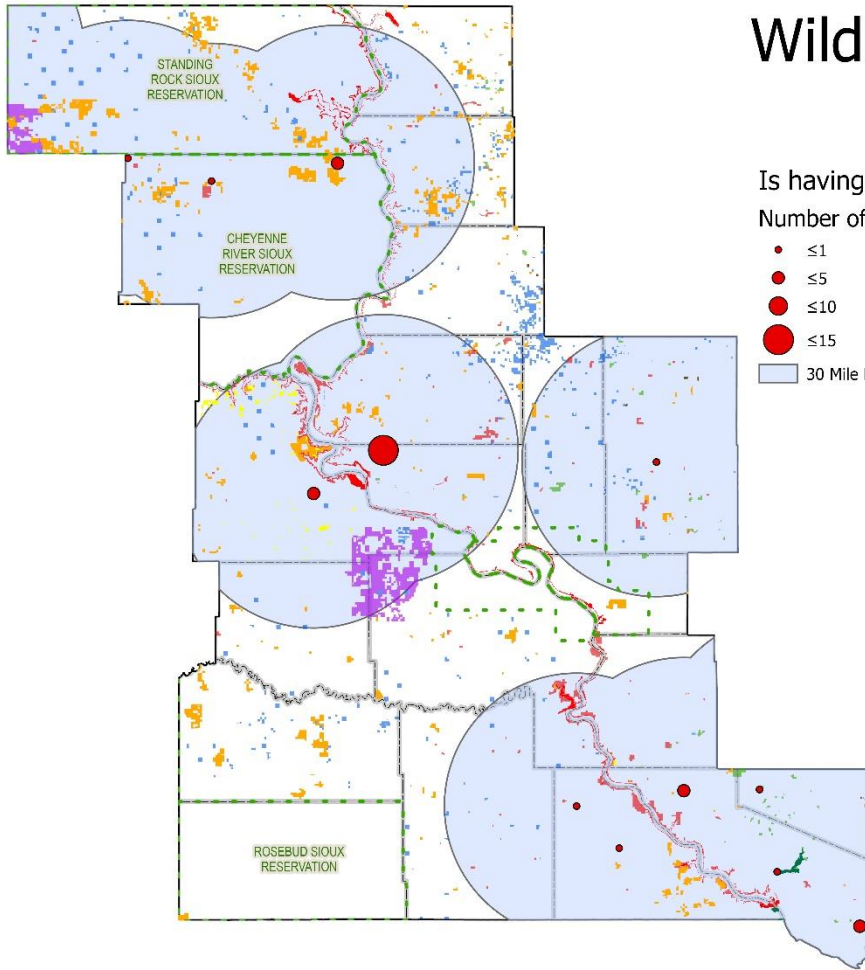 Wild
STANDING
ROCK SIOUX
RESERVATION
Is having
Number of
≤1
≤5
≤10
≤15
30 Mile
CHEYENNE
RIVER SIOUX
RESERVATION
ROSEBUD SIOUX
RESERVATION